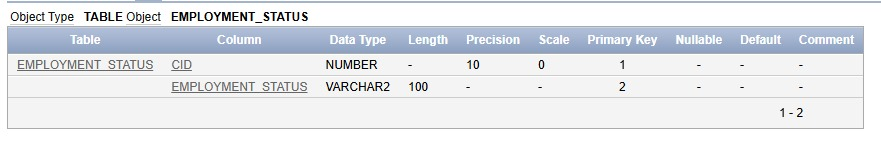 Object Type TABLE Object EMPLOYMENT_STATUS
Table Column Data Type Length Precision Scale Primary Key Nullable Default Comment
EMPLOYMENT_STATUS CID NUMBER - 10 0 1 - - -
EMPLOYMENT_STATUS VARCHAR2 100 - - 2 - - -
1 - 2